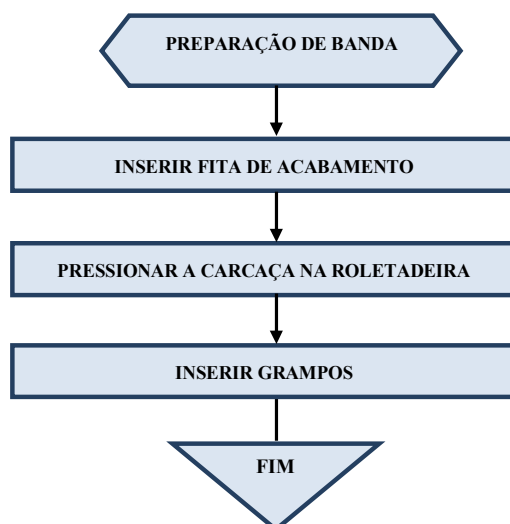 PREPARAÇÃO DE BANDA
INSERIR FITA DE ACABAMENTO
PRESSIONAR A CARCAÇA NA ROLETADEIRA
INSERIR GRAMPOS
FIM